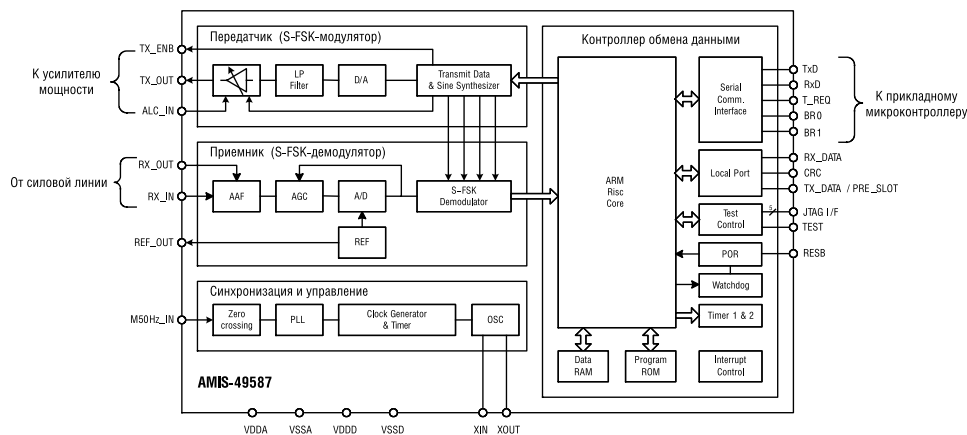 Передатчик (S-FSK-модулятор)
Контроллер обмена данными
TX_ENB
К усилителю
мощности
TX_OUT
ALC_IN
LP
Filter
D/A
Transmit Data
& Sine Synthesizer
Serial
Comm.
Interface
TxD
RxD
T_REQ
BR0
BR1
К прикладному
микроконтроллеру
Приемник (S-FSK-демодулятор)
RX_OUT
От силовой линии
RX_IN
REF_OUT
AAF
AGC
A/D
S-FSK
Demodulator
REF
ARM
Risc
Core
Local Port
RX_DATA
CRC
TX_DATA / PRE_SLOT
Test
Control
5
JTAG I/F
TEST
POR
RESB
Watchdog
Timer 1 & 2
Синхронизация и управление
M50Hz_IN
Zero
crossing
PLL
Clock Generator
& Timer
OSC
Data
RAM
Program
ROM
Interrupt
Control
AMIS-49587
VDDA
VSSA
VDDD
VSSD
XIN
XOUT